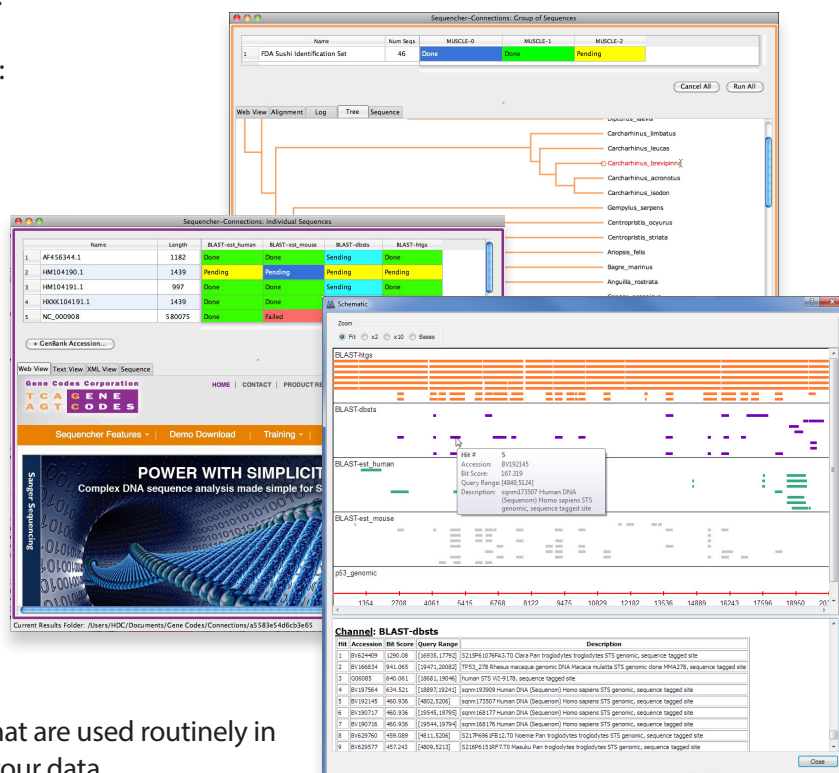 :
Sequencher-Connections: Group of Sequences
Name Num Seqs MUSCLE-0 MUSCLE-1 MUSCLE-2
1 FDA Sushi Identification Set 46 Done Done Pending
Cancel All Run All
Web View Alignment Log Tree Sequence
Carcharhinus_limbatus
Carcharhinus_leucas
Carcharhinus_brevipinna
Carcharhinus_acronotus
Carcharhinus_isodon
Gempylus_serpens
Centropristis_ocyurus
Centropristis_striata
Ariopsis_felis
Bagre_marinus
Anguilla_rostrata
Sequencher-Connections: Individual Sequences
Name Length BLAST-est_human BLAST-est_mouse BLAST-dbsts BLAST-htgs
1 AF456344.1 1182 Done Done Sending Done
2 HM104190.1 1439 Pending Pending Pending Pending
3 HM104191.1 997 Done Done Sending Done
4 HXXK104191.1 1439 Done Done Sending Done
5 NC_000908 580075 Done Failed
+ GenBank Accession...
Web View Text View XML View Sequence
Gene Codes Corporation
HOME | CONTACT | PRODUCT RE
T C A G E N E
A G T C O D E S
Sequencher Features Demo Download | Training
Sanger Sequencing
POWER WITH SIMPLICIT
Complex DNA sequence analysis made simple for S
Current Results Folder: /Users/HDC/Documents/Gene Codes/Connections/a5583e54d6cb3e65
Schematic
Zoom
Fit x2 x10 Bases
BLAST-htgs
BLAST-dbsts
Hit # 5
Accession: BV192145
Bit Score: 167.319
Query Range: [4949,5124]
Description: sqnm173507 Human DNA
(Sequenom) Homo sapiens STS
genomic, sequence tagged site
BLAST-est_human
BLAST-est_mouse
p53_genomic
1354 2708 4061 5415 6768 8122 9475 10829 12182 13536 14889 16243 17596 18950 203
Channel: BLAST-dbsts
Hit Accession Bit Score Query Range Description
1 BV624409 1290.08 [16935,17792] S215P61076FA3.T0 Clara Pan troglodytes troglodytes STS genomic, sequence tagged site
2 BV166834 941.065 [19471,20082] TP53_278 Rhesus macaque genomic DNA Macaca mulatta STS genomic clone MMA278, sequence tagged site
3 G06085 640.061 [18681,19046] human STS WI-9178, sequence tagged site
4 BV197564 634.521 [18897,19241] sqnm193909 Human DNA (Sequenom) Homo sapiens STS genomic, sequence tagged site
5 BV192145 460.936 [4802,5206] sqnm173507 Human DNA (Sequenom) Homo sapiens STS genomic, sequence tagged site
6 BV190717 460.936 [19545,19795] sqnm168177 Human DNA (Sequenom) Homo sapiens STS genomic, sequence tagged site
7 BV190716 460.936 [19544,19794] sqnm168176 Human DNA (Sequenom) Homo sapiens STS genomic, sequence tagged site
8 BV629760 459.089 [4811,5206] S217P6961FB12.T0 Noemie Pan troglodytes troglodytes STS genomic, sequence tagged site
9 BV629577 457.243 [4809,5213] S216P6151RF7.T0 Masuku Pan troglodytes troglodytes STS genomic, sequence tagged site
Close
hat are used routinely in